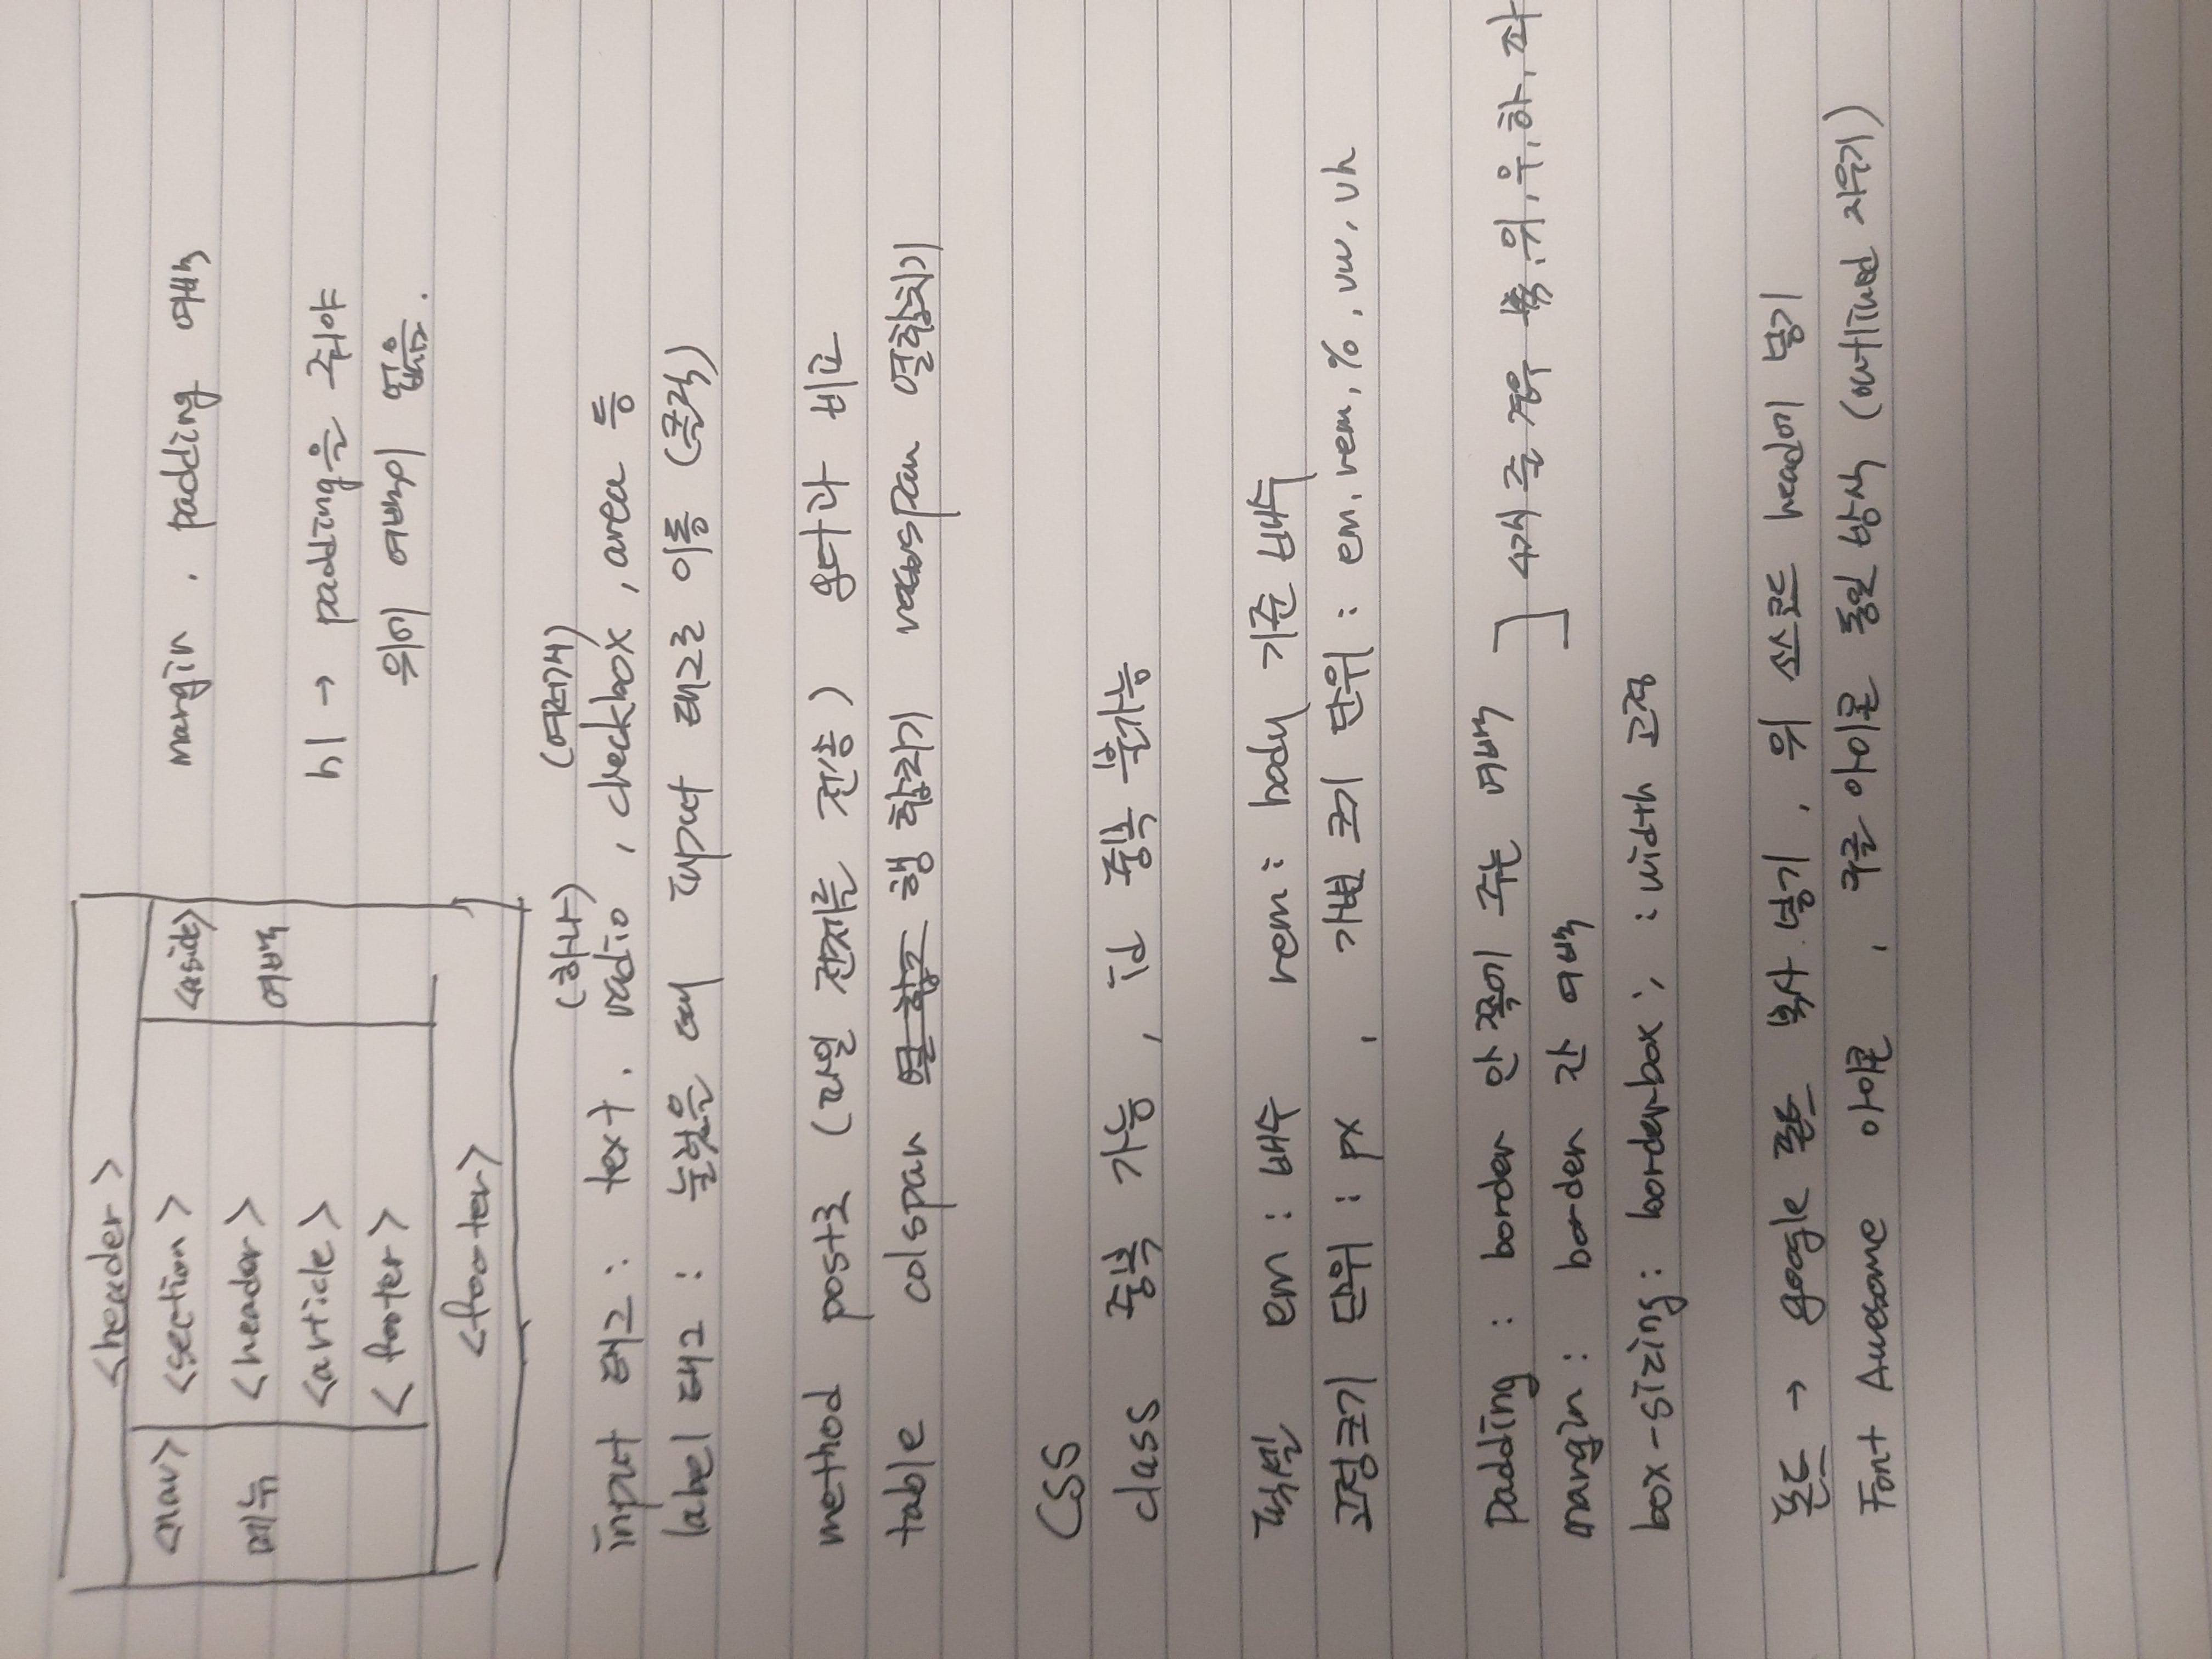 <header>
<nav>
메뉴
<section>
<header>
<article>
<footer>
<aside>
여백
<footer>
margin, padding 여백
h1 → padding을 줘야
위에 여백이 없음.
(하나) (여러개)
input 태그 : text, radio, checkbox, area 등
label 태그 : 눌렀을 때 input 태그로 이동 (클릭)
method post로 (파일 전체를 전송) 비교
table colspan 열 합 행 합치기 rowspan 열합치기
CSS
class 중복 가능, id 중복 불가능
픽셀 em : 배수 rem : body 기준 배수
고정크기 단위 : px, 가변 크기 단위 : em, rem, %, vw, vh
padding : border 안쪽에 주는 여백
margin : border 간 여백
4개 줄 경우 위, 우, 하, 좌
box-sizing : borderbox ; : width 고정
폰트 → google 폰트 복사 넣기, 위 소스코드 head에 넣기
Font Awesome 아이콘, 구글 아이콘 동일 방식 (outlined 지우기)